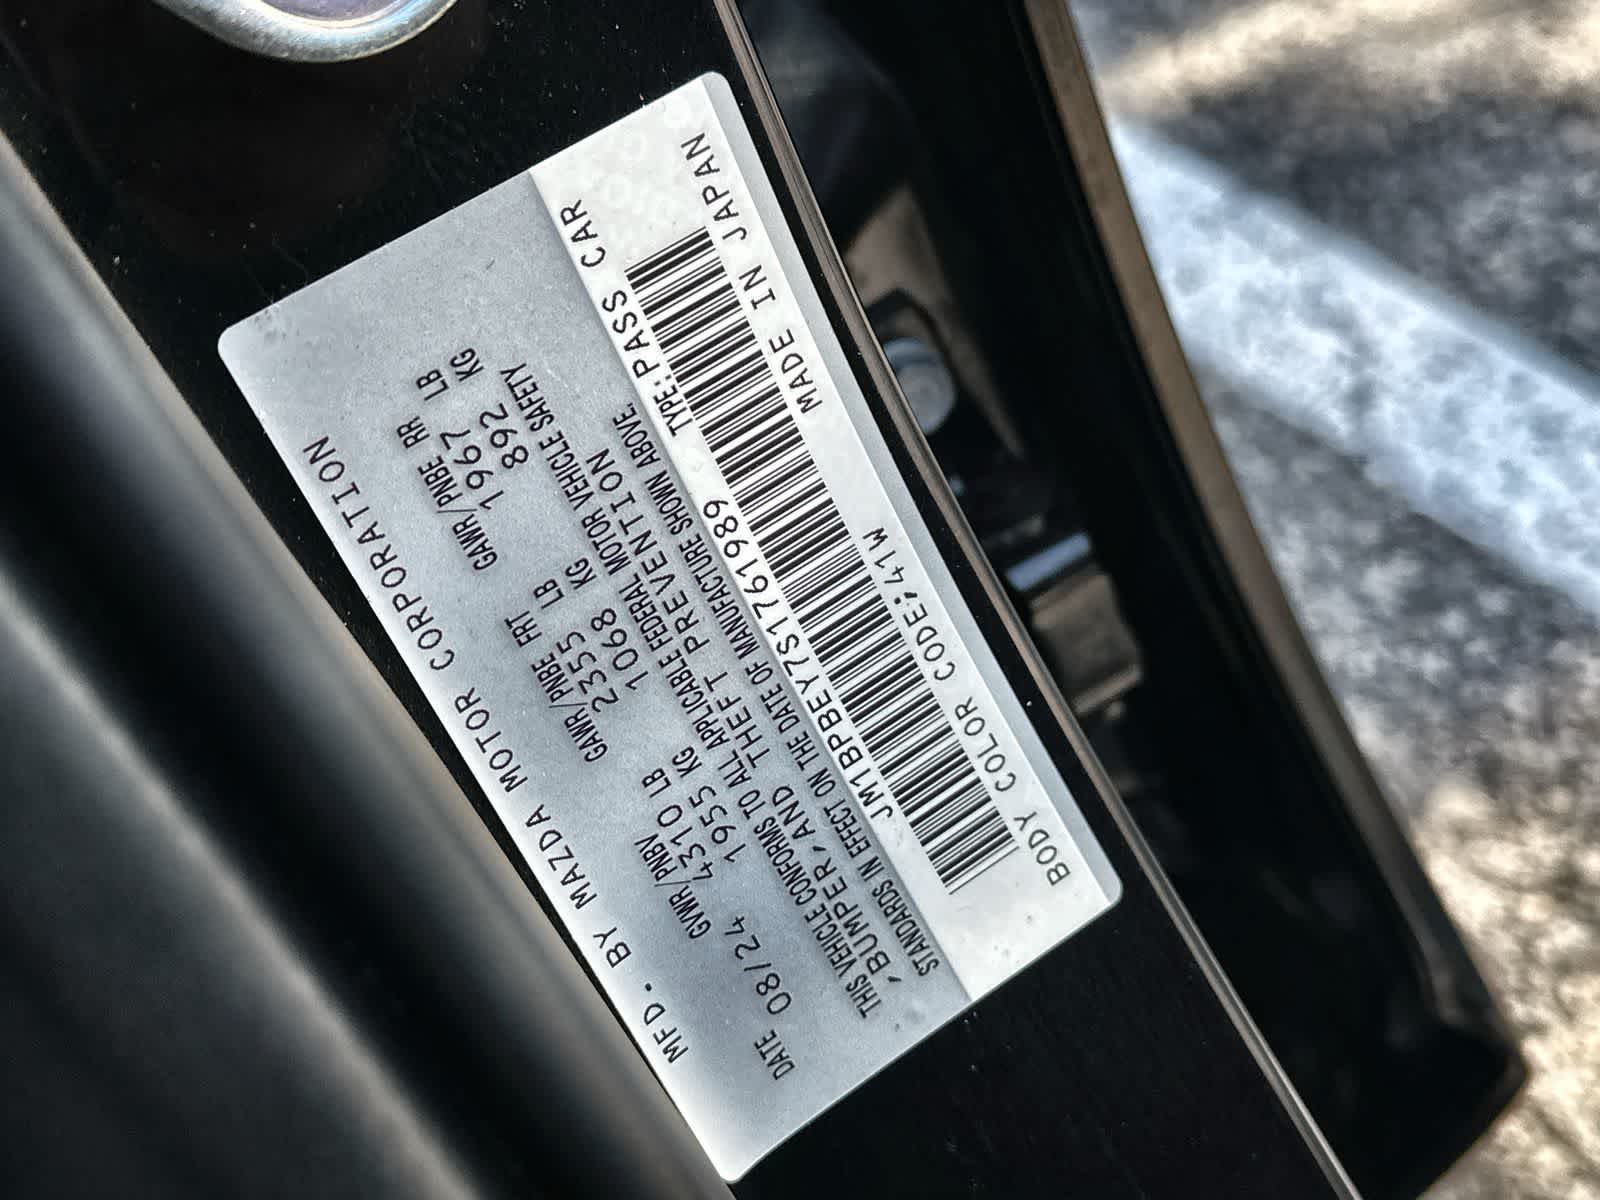 MFD. BY MAZDA MOTOR CORPORATION
DATE GVWR/PNBV GAWR/PNBE FRT GAWR/PNBE RR
08/24 4310 LB 2355 LB 1967 LB
1955 KG 1068 KG 892 KG
THIS VEHICLE CONFORMS TO ALL APPLICABLE FEDERAL MOTOR VEHICLE SAFETY
,BUMPER,AND THEFT PREVENTION
STANDARDS IN EFFECT ON THE DATE OF MANUFACTURE SHOWN ABOVE.
JM1BPBEY7S1761989 TYPE:PASS CAR
BODY COLOR CODE:41W MADE IN JAPAN